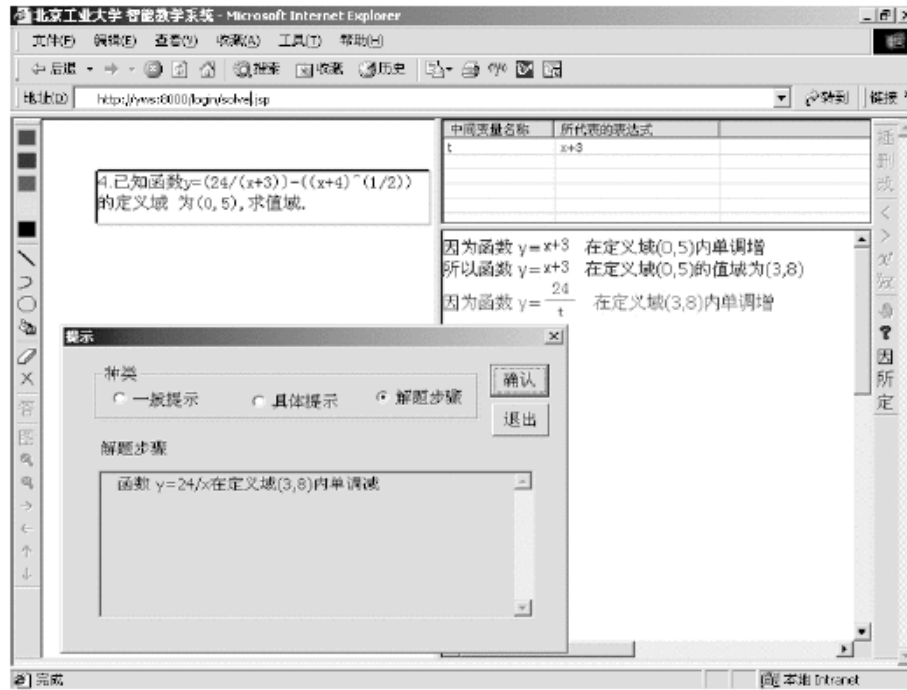 北京工业大学 智能教学系统 - Microsoft Internet Explorer
文件(F) 编辑(E) 查看(V) 收藏(A) 工具(T) 帮助(H)
后退 搜索 收藏 历史
地址(D) http://yws:8000/login/solve.jsp 转到 链接
中间变量名称 所代表的表达式
t x+3
4.已知函数y=(24/(x+3))-((x+4)^(1/2))
的定义域 为(0,5),求值域.
因为函数 y=x+3 在定义域(0,5)内单调增
所以函数 y=x+3 在定义域(0,5)的值域为(3,8)
因为函数 y=24/t 在定义域(3,8)内单调增
提示
种类
一般提示 具体提示 解题步骤
确认
退出
解题步骤
函数 y=24/x在定义域(3,8)内单调减
答
图
插
删
改
<
>
?
因
所
定
完成 本地 Intranet